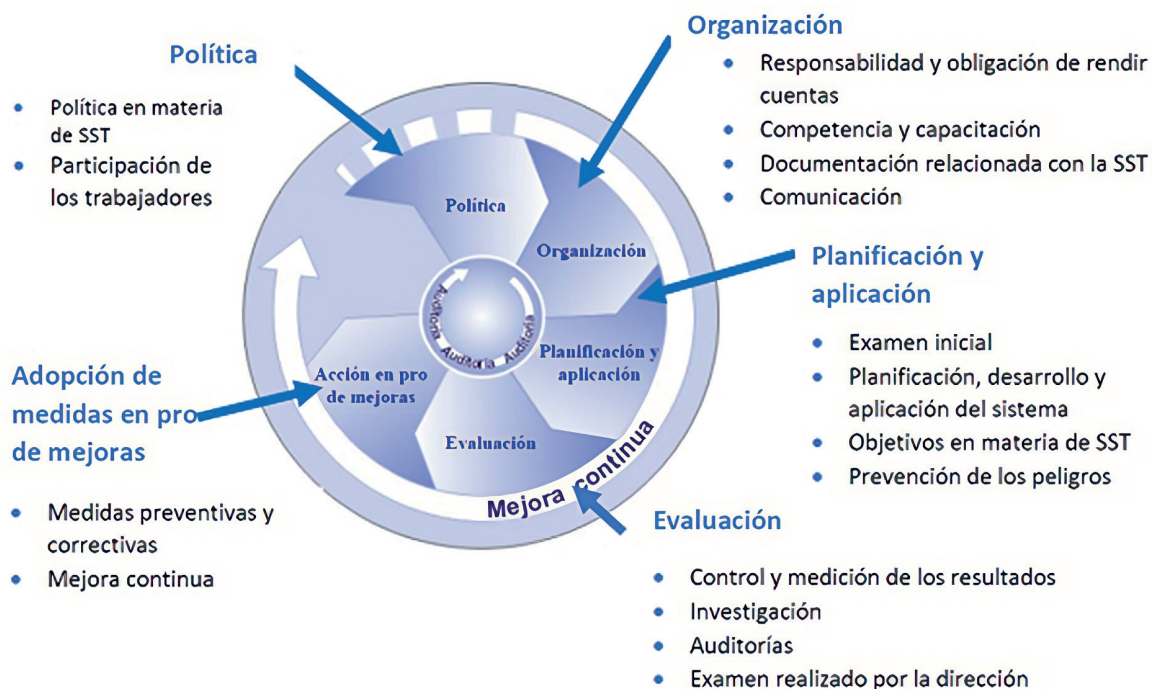 Política
• Política en materia
de SST
• Participación de
los trabajadores
Organización
• Responsabilidad y obligación de rendir
cuentas
• Competencia y capacitación
• Documentación relacionada con la SST
• Comunicación
Planificación y
aplicación
• Examen inicial
• Planificación, desarrollo y
aplicación del sistema
• Objetivos en materia de SST
• Prevención de los peligros
Evaluación
• Control y medición de los resultados
• Investigación
• Auditorías
• Examen realizado por la dirección
Adopción de
medidas en pro
de mejoras
• Medidas preventivas y
correctivas
• Mejora continua
Política
Organización
Planificación y
aplicación
Evaluación
Acción en pro
de mejoras
Auditoría Auditoría Auditoría
Mejora continua